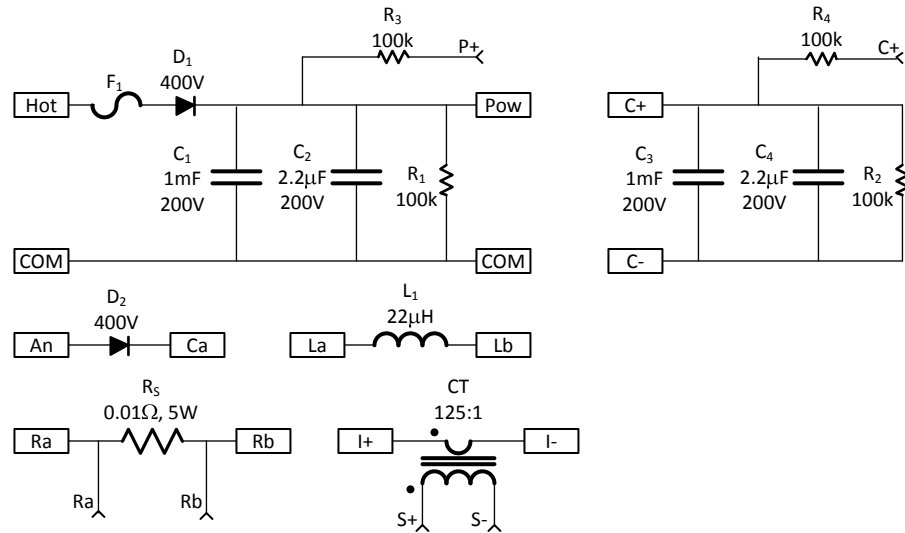 R₃
100k
P+
R₄
100k
C+
D₁
400V
F₁
Hot
Pow
C+
C₁
1mF
200V
C₂
2.2μF
200V
R₁
100k
C₃
1mF
200V
C₄
2.2μF
200V
R₂
100k
COM
COM
C-
D₂
400V
L₁
22μH
An
Ca
La
Lb
R_S
0.01Ω, 5W
CT
125:1
Ra
Rb
I+
I-
Ra
Rb
S+
S-